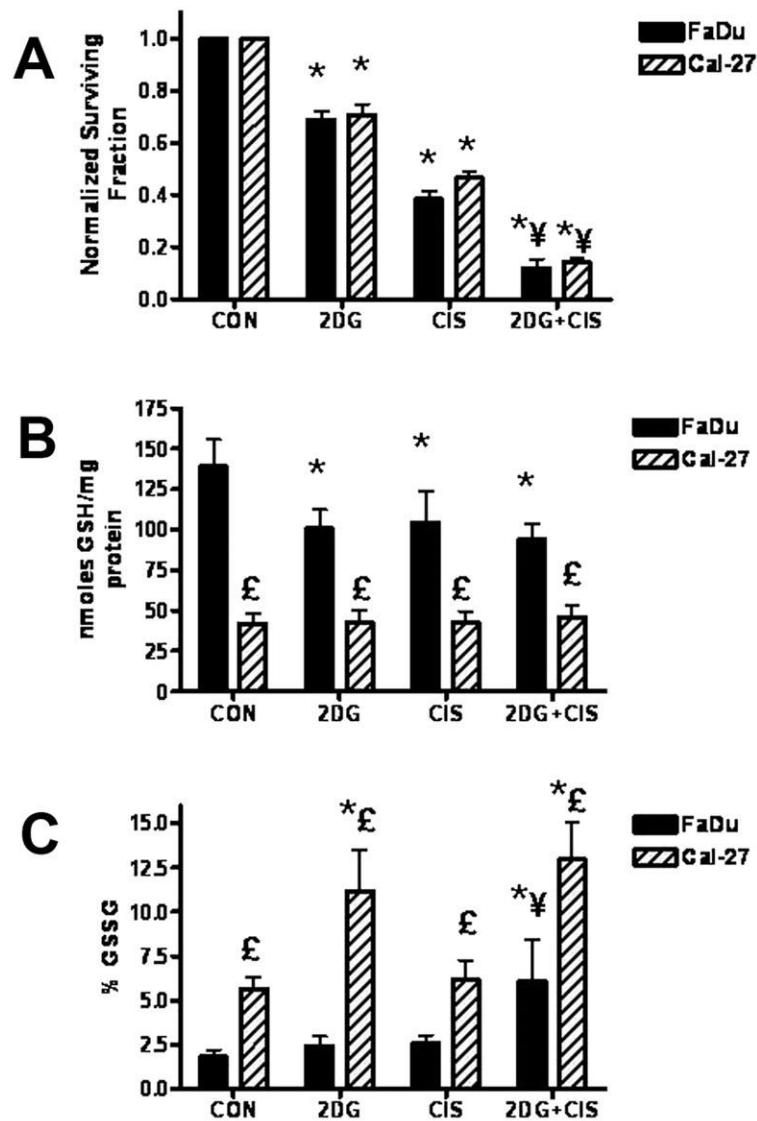 A
Normalized Surviving
Fraction
1.0
0.8
0.6
0.4
0.2
0.0
* *
* *
*¥ *¥
CON 2DG CIS 2DG+CIS
FaDu
Cal-27
B
nmoles GSH/mg
protein
175
150
125
100
75
50
25
0
* * *
£ £ £ £
CON 2DG CIS 2DG+CIS
FaDu
Cal-27
C
% GSSG
15.0
12.5
10.0
7.5
5.0
2.5
0.0
£ *£ £ *¥ *£
CON 2DG CIS 2DG+CIS
FaDu
Cal-27